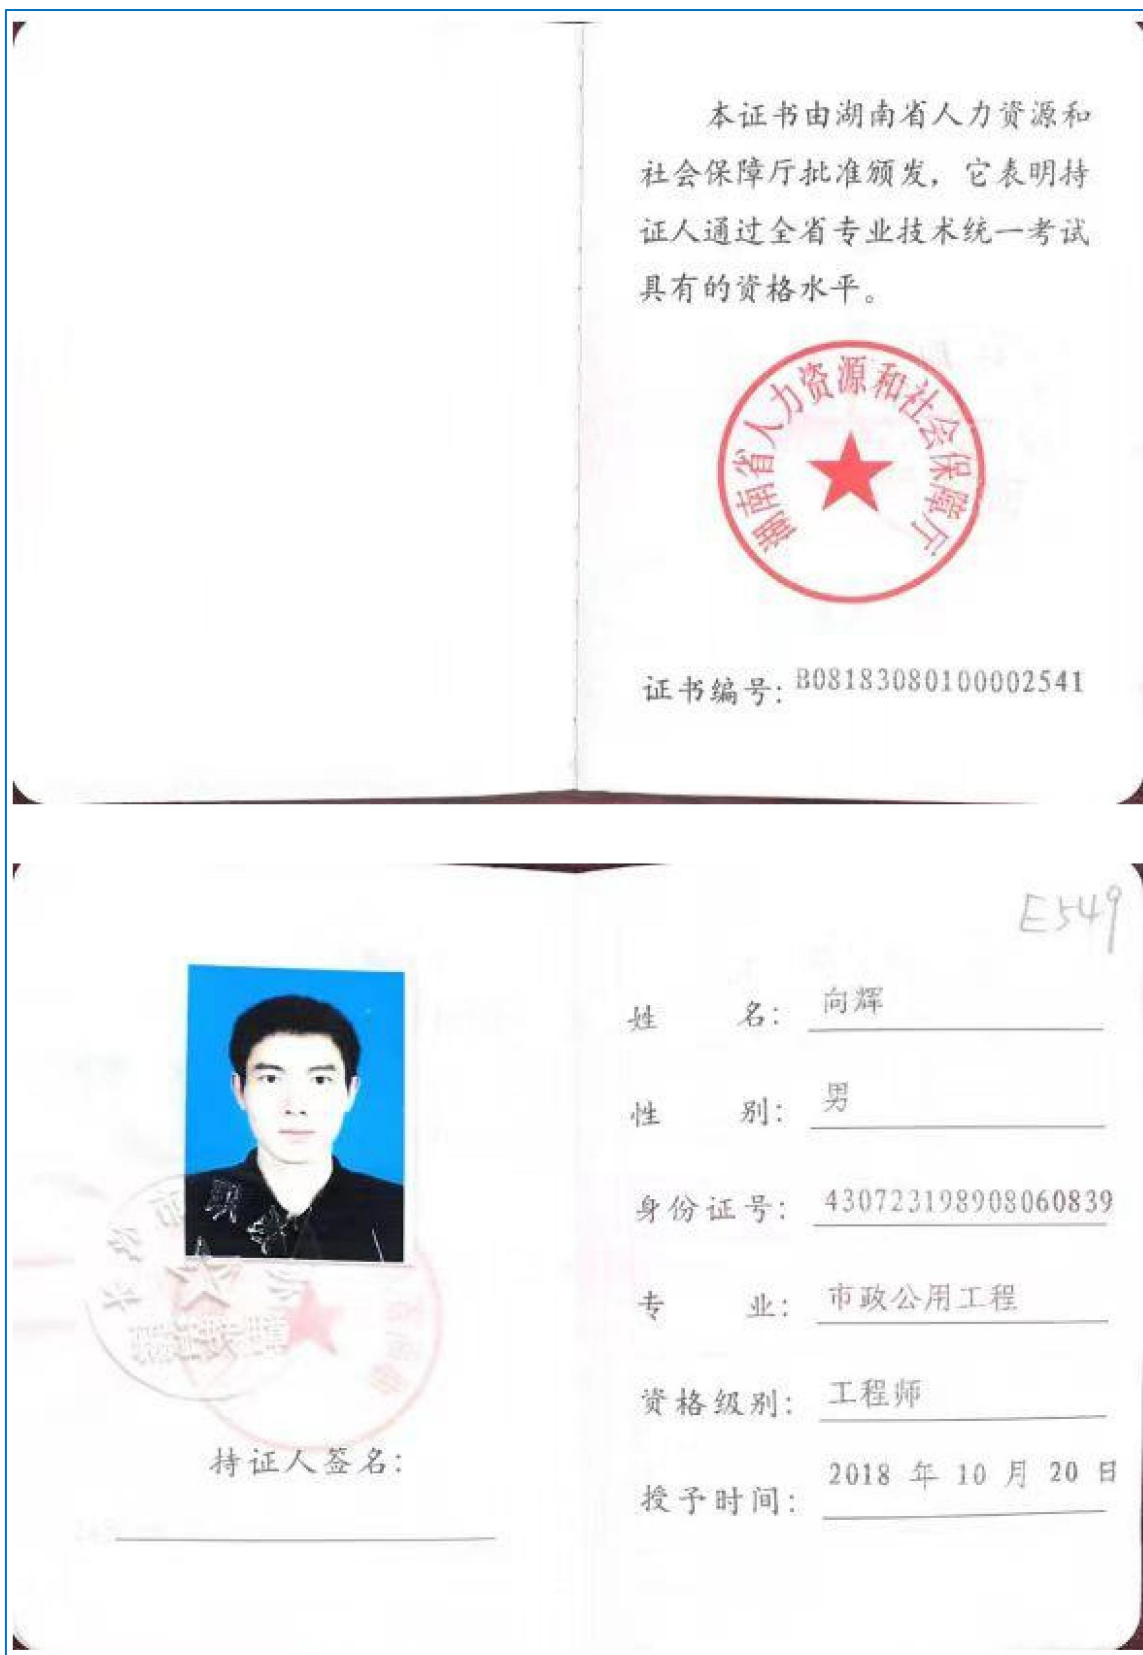 本证书由湖南省人力资源和
社会保障厅批准颁发，它表明持
证人通过全省专业技术统一考试
具有的资格水平。
湖南省人力资源和社会保障厅
证书编号：B08183080100002541
E549
姓名：向辉
性别：男
身份证号：430723198908060839
专业：市政公用工程
资格级别：工程师
授予时间：2018 年 10 月 20 日
持证人签名：